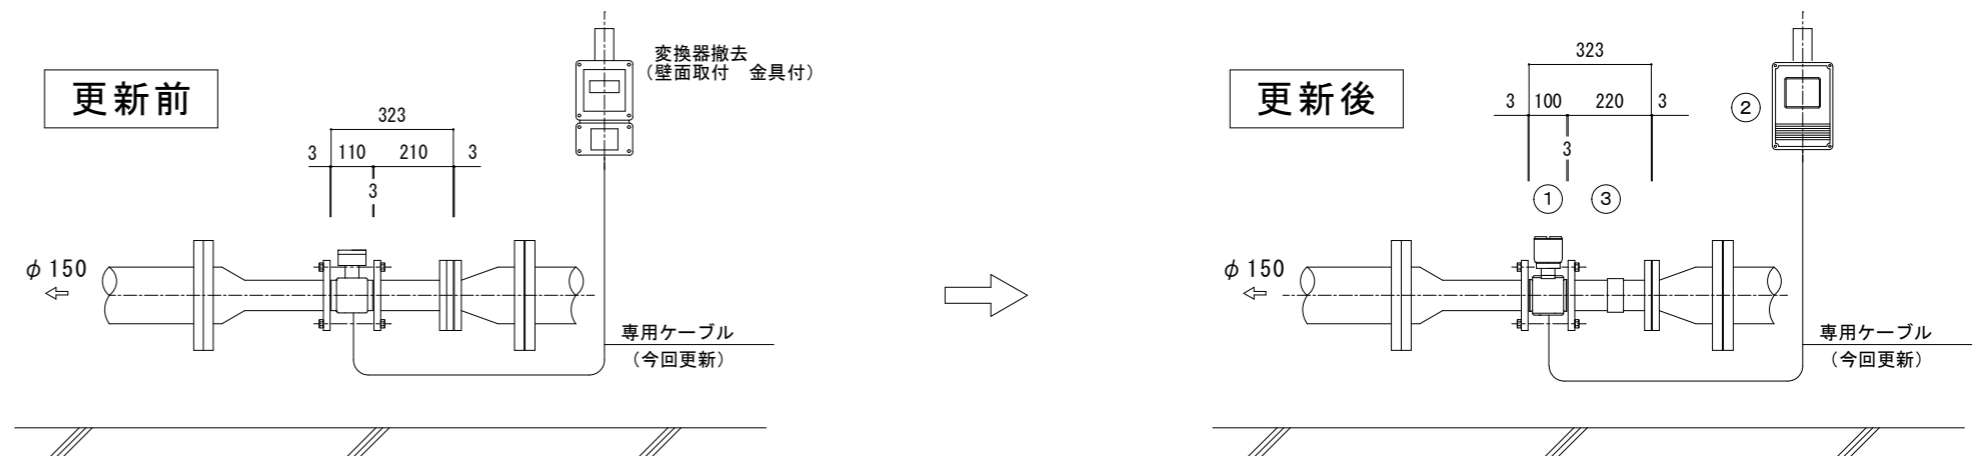 更新前
変換器撤去
(壁面取付 金具付)
323
3 110 210 3
3
φ150
専用ケーブル
(今回更新)
更新後
②
323
3 100 220 3
3
① ③
φ150
専用ケーブル
(今回更新)